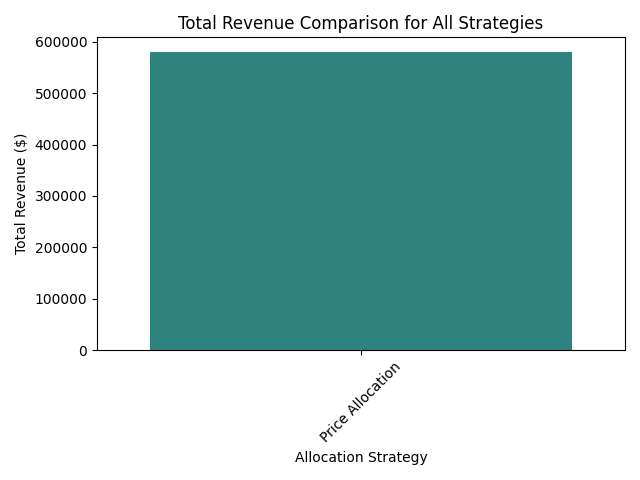 Total Revenue Comparison for All Strategies
600000
500000
400000
300000
200000
100000
0
Total Revenue ($)
Price Allocation
Allocation Strategy